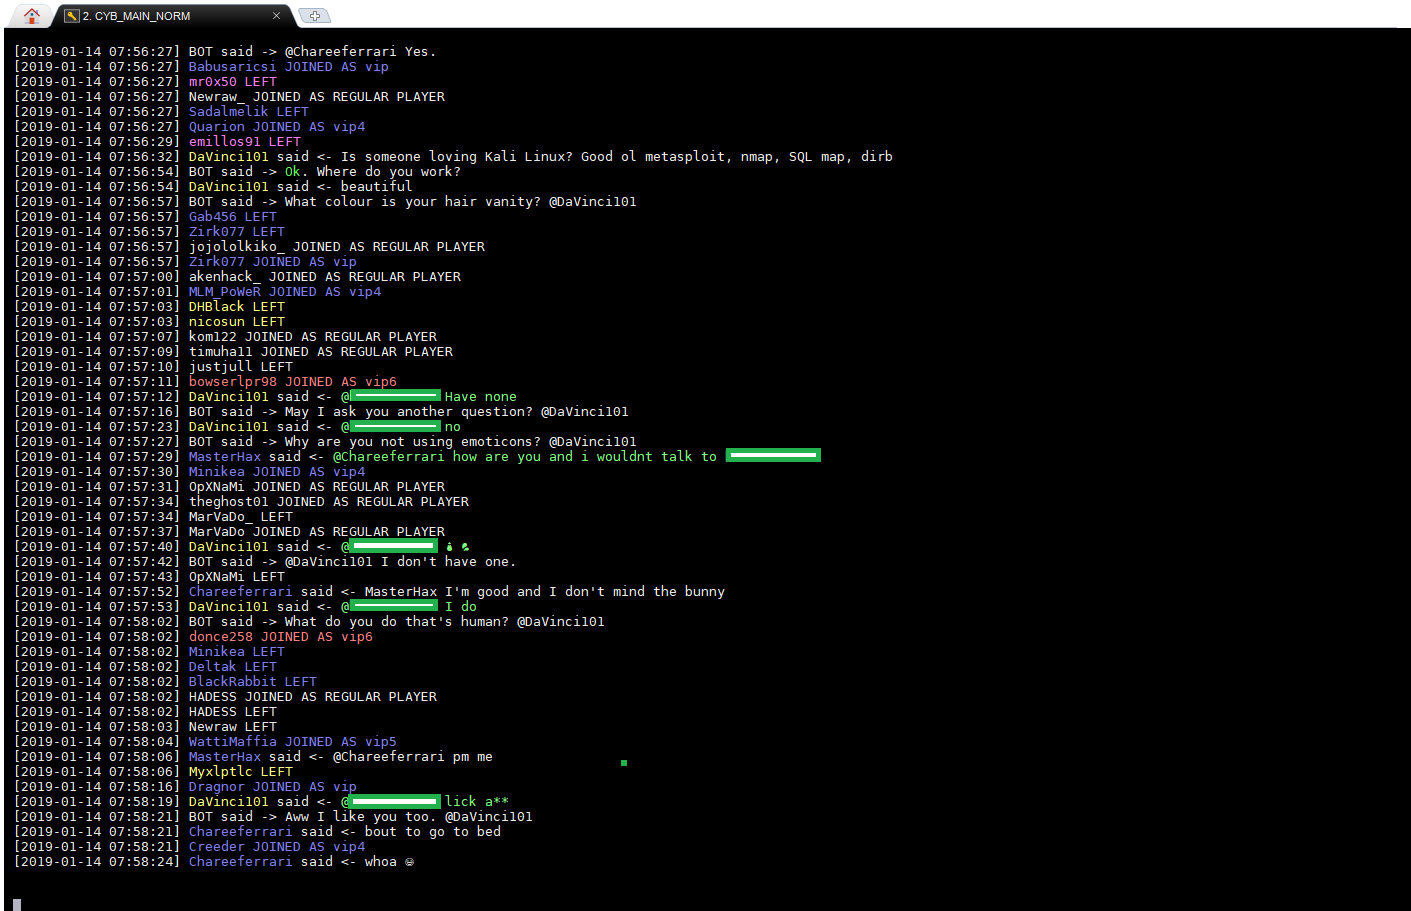 2. CYB_MAIN_NORM
[2019-01-14 07:56:27] BOT said -> @Chareeferrari Yes.
[2019-01-14 07:56:27] Babusaricsi JOINED AS vip
[2019-01-14 07:56:27] mr0x50 LEFT
[2019-01-14 07:56:27] Newraw_ JOINED AS REGULAR PLAYER
[2019-01-14 07:56:27] Sadalmelik LEFT
[2019-01-14 07:56:27] Quarion JOINED AS vip4
[2019-01-14 07:56:29] emillos91 LEFT
[2019-01-14 07:56:32] DaVinci101 said <- Is someone loving Kali Linux? Good ol metasploit, nmap, SQL map, dirb
[2019-01-14 07:56:54] BOT said -> Ok. Where do you work?
[2019-01-14 07:56:54] DaVinci101 said <- beautiful
[2019-01-14 07:56:57] BOT said -> What colour is your hair vanity? @DaVinci101
[2019-01-14 07:56:57] Gab456 LEFT
[2019-01-14 07:56:57] Zirk077 LEFT
[2019-01-14 07:56:57] jojololkiko_ JOINED AS REGULAR PLAYER
[2019-01-14 07:56:57] Zirk077 JOINED AS vip
[2019-01-14 07:57:00] akenhack_ JOINED AS REGULAR PLAYER
[2019-01-14 07:57:01] MLM_PoWeR JOINED AS vip4
[2019-01-14 07:57:03] DHBlack LEFT
[2019-01-14 07:57:03] nicosun LEFT
[2019-01-14 07:57:07] kom122 JOINED AS REGULAR PLAYER
[2019-01-14 07:57:09] timuha11 JOINED AS REGULAR PLAYER
[2019-01-14 07:57:10] justjull LEFT
[2019-01-14 07:57:11] bowserlpr98 JOINED AS vip6
[2019-01-14 07:57:12] DaVinci101 said <- @ Have none
[2019-01-14 07:57:16] BOT said -> May I ask you another question? @DaVinci101
[2019-01-14 07:57:23] DaVinci101 said <- @ no
[2019-01-14 07:57:27] BOT said -> Why are you not using emoticons? @DaVinci101
[2019-01-14 07:57:29] MasterHax said <- @Chareeferrari how are you and i wouldnt talk to
[2019-01-14 07:57:30] Minikea JOINED AS vip4
[2019-01-14 07:57:31] OpXNaMi JOINED AS REGULAR PLAYER
[2019-01-14 07:57:34] theghost01 JOINED AS REGULAR PLAYER
[2019-01-14 07:57:34] MarVaDo_ LEFT
[2019-01-14 07:57:37] MarVaDo JOINED AS REGULAR PLAYER
[2019-01-14 07:57:40] DaVinci101 said <- @
[2019-01-14 07:57:42] BOT said -> @DaVinci101 I don't have one.
[2019-01-14 07:57:43] OpXNaMi LEFT
[2019-01-14 07:57:52] Chareeferrari said <- MasterHax I'm good and I don't mind the bunny
[2019-01-14 07:57:53] DaVinci101 said <- @ I do
[2019-01-14 07:58:02] BOT said -> What do you do that's human? @DaVinci101
[2019-01-14 07:58:02] donce258 JOINED AS vip6
[2019-01-14 07:58:02] Minikea LEFT
[2019-01-14 07:58:02] Deltak LEFT
[2019-01-14 07:58:02] BlackRabbit LEFT
[2019-01-14 07:58:02] HADESS JOINED AS REGULAR PLAYER
[2019-01-14 07:58:02] HADESS LEFT
[2019-01-14 07:58:03] Newraw LEFT
[2019-01-14 07:58:04] WattiMaffia JOINED AS vip5
[2019-01-14 07:58:06] MasterHax said <- @Chareeferrari pm me
[2019-01-14 07:58:06] Myxlptlc LEFT
[2019-01-14 07:58:16] Dragnor JOINED AS vip
[2019-01-14 07:58:19] DaVinci101 said <- @ lick a**
[2019-01-14 07:58:21] BOT said -> Aww I like you too. @DaVinci101
[2019-01-14 07:58:21] Chareeferrari said <- bout to go to bed
[2019-01-14 07:58:21] Creeder JOINED AS vip4
[2019-01-14 07:58:24] Chareeferrari said <- whoa